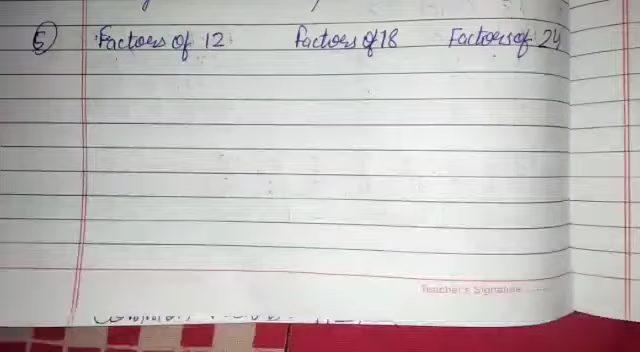 5 Factors of 12 factors of 18 Factors of 24
Teacher's Signature